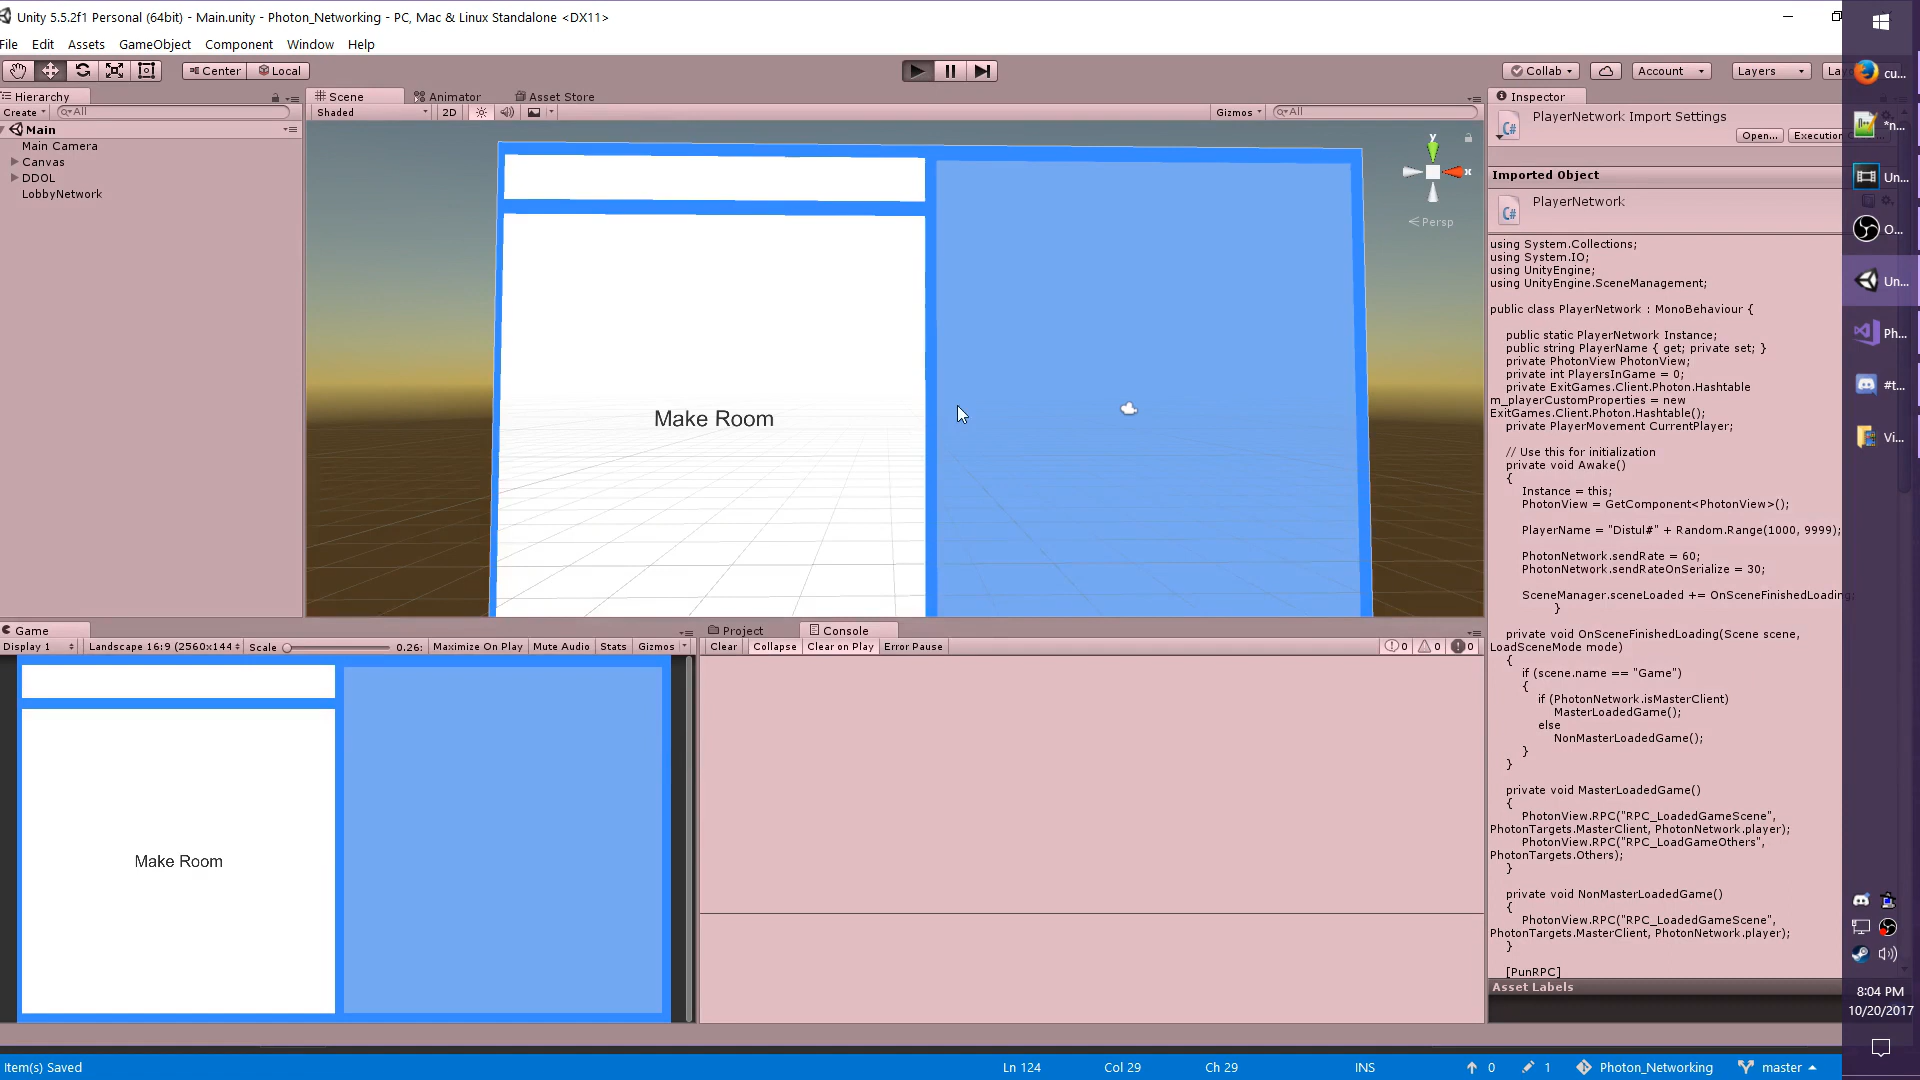 Unity 5.5.2f1 Personal (64bit) - Main.unity - Photon_Networking - PC, Mac & Linux Standalone <DX11>
File Edit Assets GameObject Component Window Help
Center Local Collab Account Layers
Hierarchy
Create All
Main
Main Camera
Canvas
DDOL
LobbyNetwork
Scene Animator Asset Store
Shaded 2D Gizmos All
y
x
Persp
Make Room
Inspector
PlayerNetwork Import Settings
Open...
Imported Object
PlayerNetwork
using System.Collections;
using System.IO;
using UnityEngine;
using UnityEngine.SceneManagement;
public class PlayerNetwork : MonoBehaviour {
public static PlayerNetwork Instance;
public string PlayerName { get; private set; }
private PhotonView PhotonView;
private int PlayersInGame = 0;
private ExitGames.Client.Photon.Hashtable
m_playerCustomProperties = new
ExitGames.Client.Photon.Hashtable();
private PlayerMovement CurrentPlayer;
// Use this for initialization
private void Awake()
{
Instance = this;
PhotonView = GetComponent<PhotonView>();
PlayerName = "Distul#" + Random.Range(1000, 9999);
PhotonNetwork.sendRate = 60;
PhotonNetwork.sendRateOnSerialize = 30;
SceneManager.sceneLoaded += OnSceneFinishedLoading;
}
private void OnSceneFinishedLoading(Scene scene,
LoadSceneMode mode)
{
if (scene.name == "Game")
{
if (PhotonNetwork.isMasterClient)
MasterLoadedGame();
else
NonMasterLoadedGame();
}
}
private void MasterLoadedGame()
{
PhotonView.RPC("RPC_LoadedGameScene",
PhotonTargets.MasterClient, PhotonNetwork.player);
PhotonView.RPC("RPC_LoadGameOthers",
PhotonTargets.Others);
}
private void NonMasterLoadedGame()
{
PhotonView.RPC("RPC_LoadedGameScene",
PhotonTargets.MasterClient, PhotonNetwork.player);
}
[PunRPC]
Asset Labels
Game
Display 1 Landscape 16:9 (2560x144 Scale 0.26: Maximize On Play Mute Audio Stats Gizmos
Make Room
Project Console
Clear Collapse Clear on Play Error Pause 0 0 0
cu...
*n...
Un...
O...
Un...
Ph...
#t...
Vi...
8:04 PM
10/20/2017
Item(s) Saved Ln 124 Col 29 Ch 29 INS 0 1 Photon_Networking master